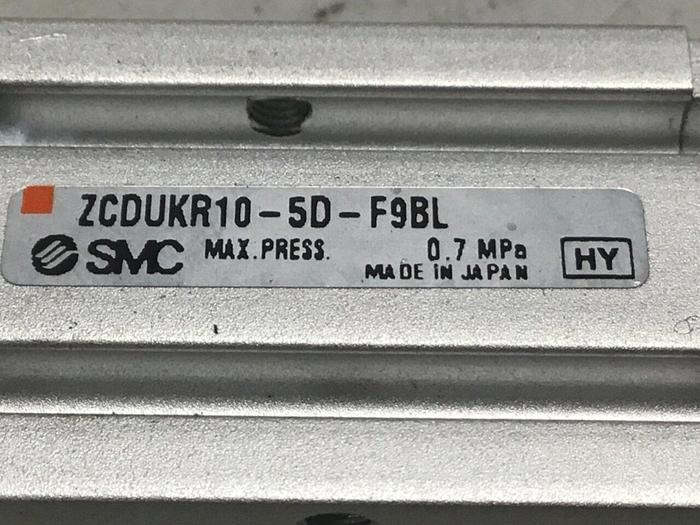 ZCDUKR10-5D-F9BL
SMC MAX.PRESS. 0.7 MPa
MADE IN JAPAN
HY